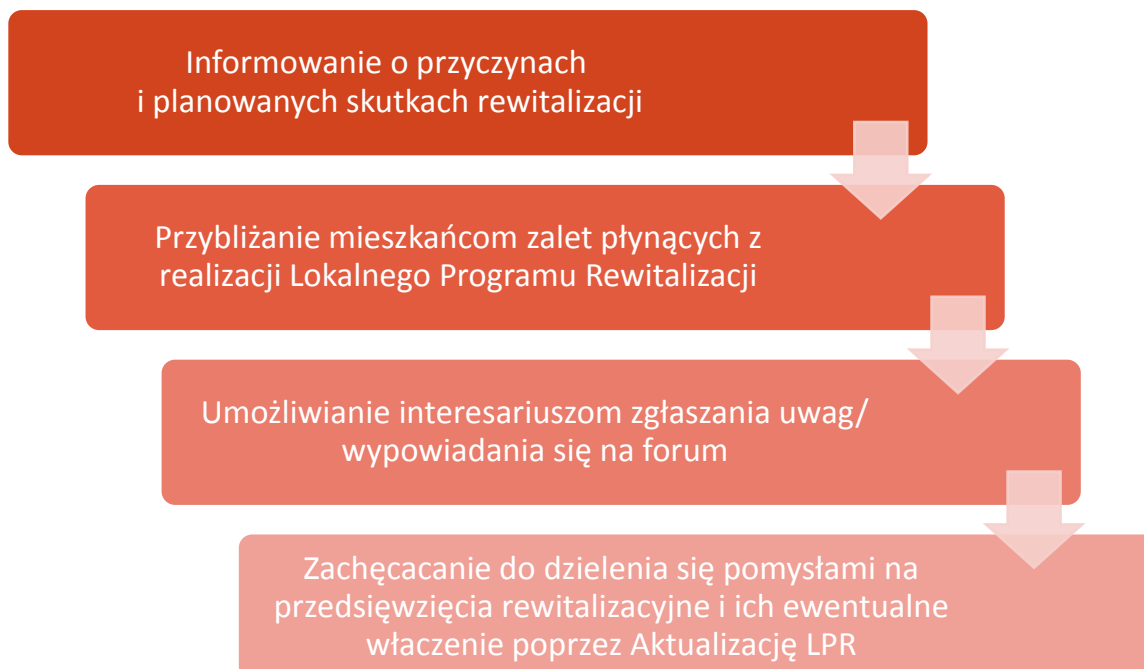 Informowanie o przyczynach
i planowanych skutkach rewitalizacji
Przybliżanie mieszkańcom zalet płynących z
realizacji Lokalnego Programu Rewitalizacji
Umożliwianie interesariuszom zgłaszania uwag/
wypowiadania się na forum
Zachęcacanie do dzielenia się pomysłami na
przedsięwzięcia rewitalizacyjne i ich ewentualne
właczenie poprzez Aktualizację LPR